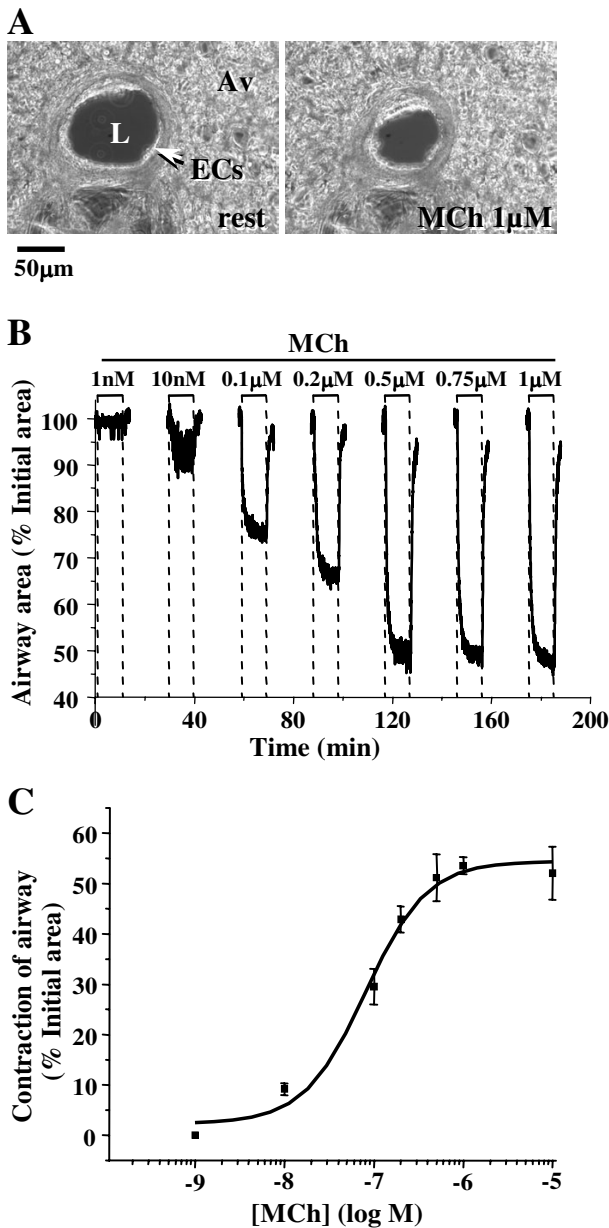 A
Av
L
ECs
rest
MCh 1µM
50µm
B
MCh
1nM 10nM 0.1µM 0.2µM 0.5µM 0.75µM 1µM
Airway area (% Initial area)
100
90
80
70
60
50
40
0 40 80 120 160 200
Time (min)
C
Contraction of airway
(% Initial area)
60
50
40
30
20
10
0
-9 -8 -7 -6 -5
[MCh] (log M)